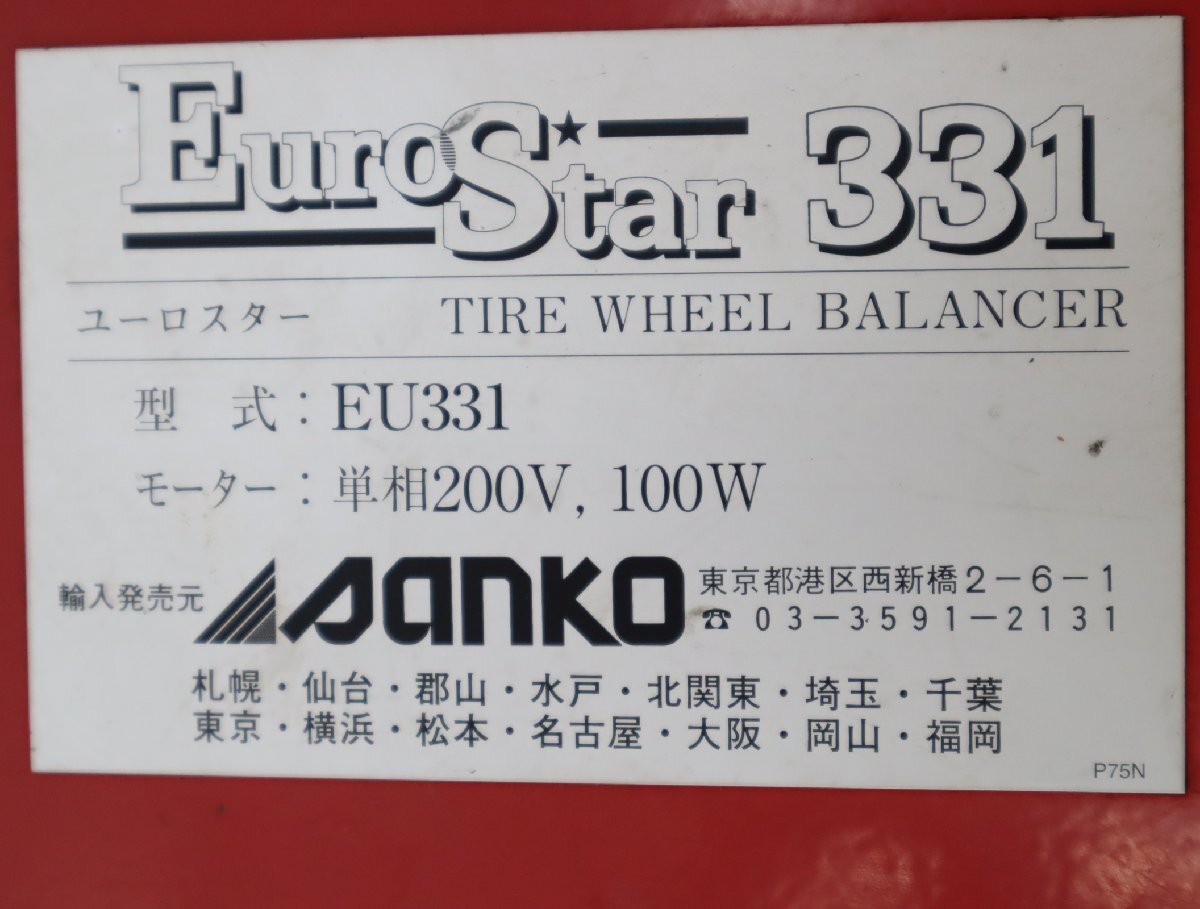 EuroStar 331
ユーロスター TIRE WHEEL BALANCER
型 式：EU331
モーター：単相200V, 100W
輸入発売元 sanko 東京都港区西新橋2-6-1
☎ 03-3591-2131
札幌・仙台・郡山・水戸・北関東・埼玉・千葉
東京・横浜・松本・名古屋・大阪・岡山・福岡
P75N